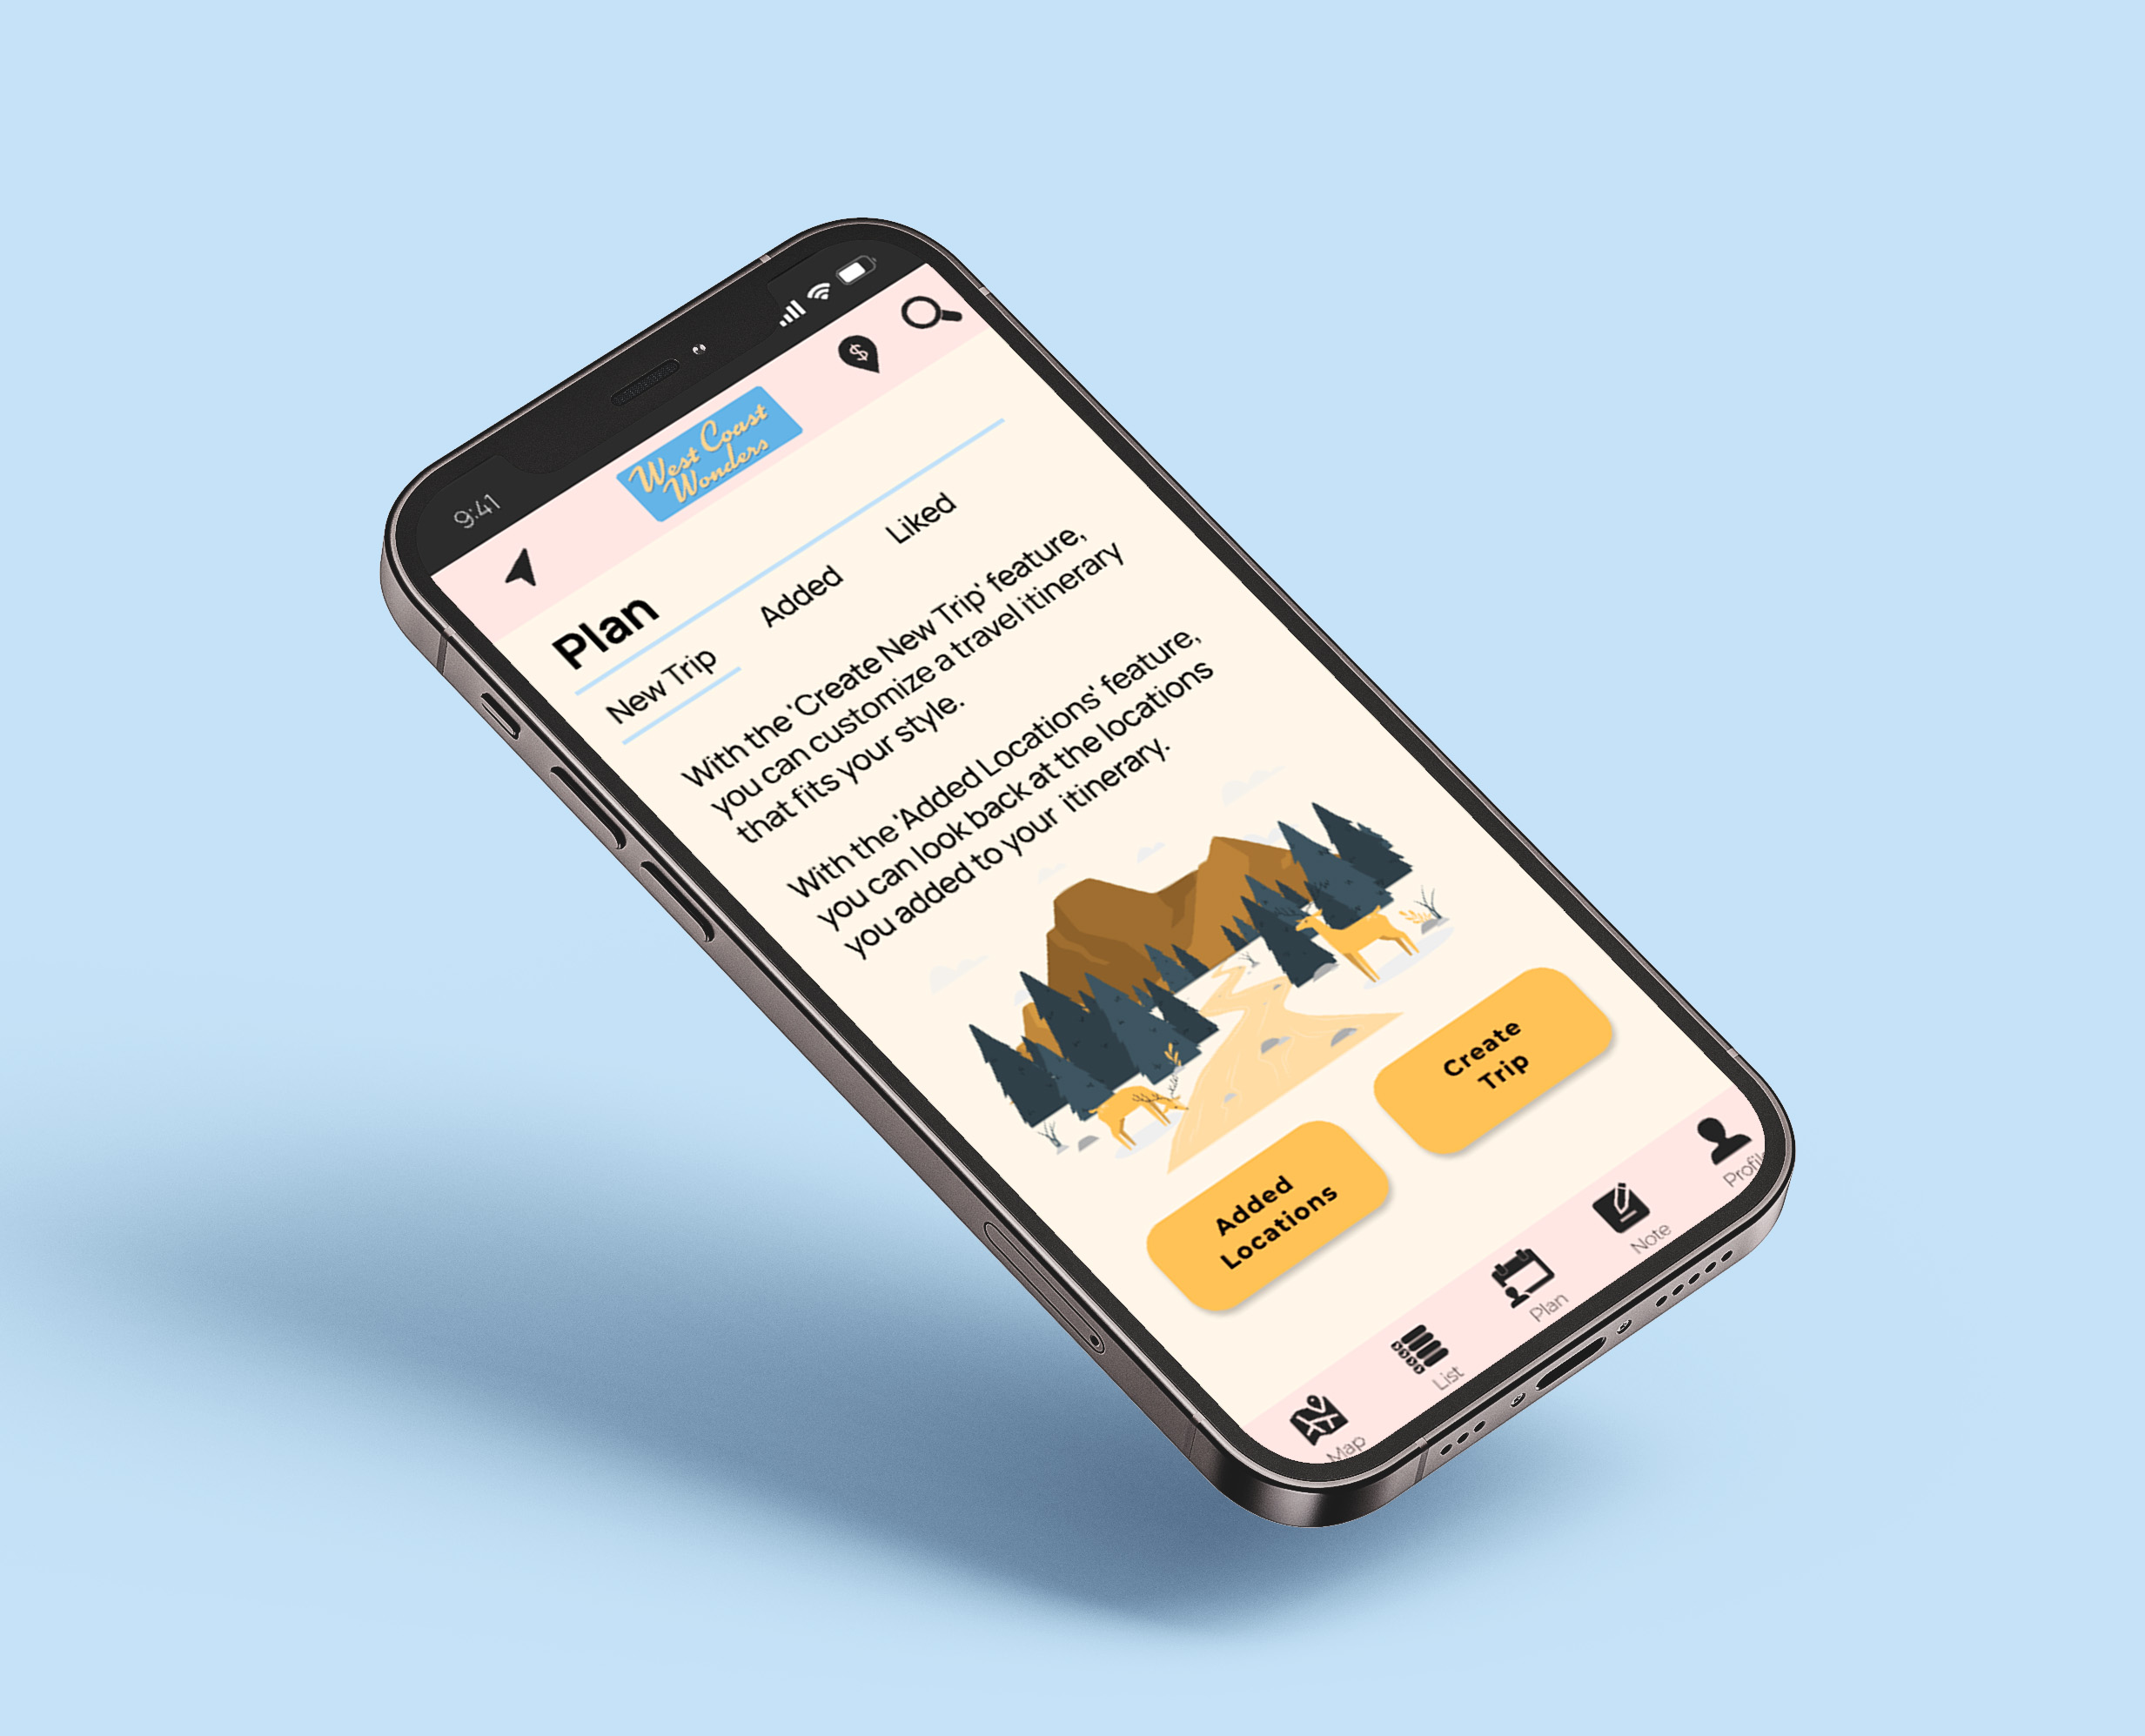 9:41
West Coast
Wonders
$
Plan
New Trip
Added
Liked
With the 'Create New Trip' feature,
you can customize a travel itinerary
that fits your style.
With the 'Added Locations' feature,
you can look back at the locations
you added to your itinerary.
Added
Locations
Create
Trip
Map
List
Plan
Note